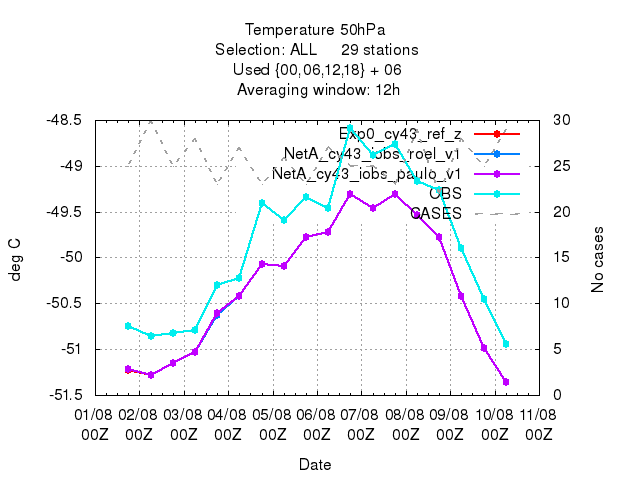 Temperature 50hPa
Selection: ALL 29 stations
Used {00,06,12,18} + 06
Averaging window: 12h
Exp0_cy43_ref_z
NetA_cy43_iobs_roel_v1
NetA_cy43_iobs_paulo_v1
OBS
CASES
-48.5
-49
-49.5
-50
-50.5
-51
-51.5
deg C
30
25
20
15
10
5
0
No cases
01/08 02/08 03/08 04/08 05/08 06/08 07/08 08/08 09/08 10/08 11/08
00Z 00Z 00Z 00Z 00Z 00Z 00Z 00Z 00Z 00Z 00Z
Date